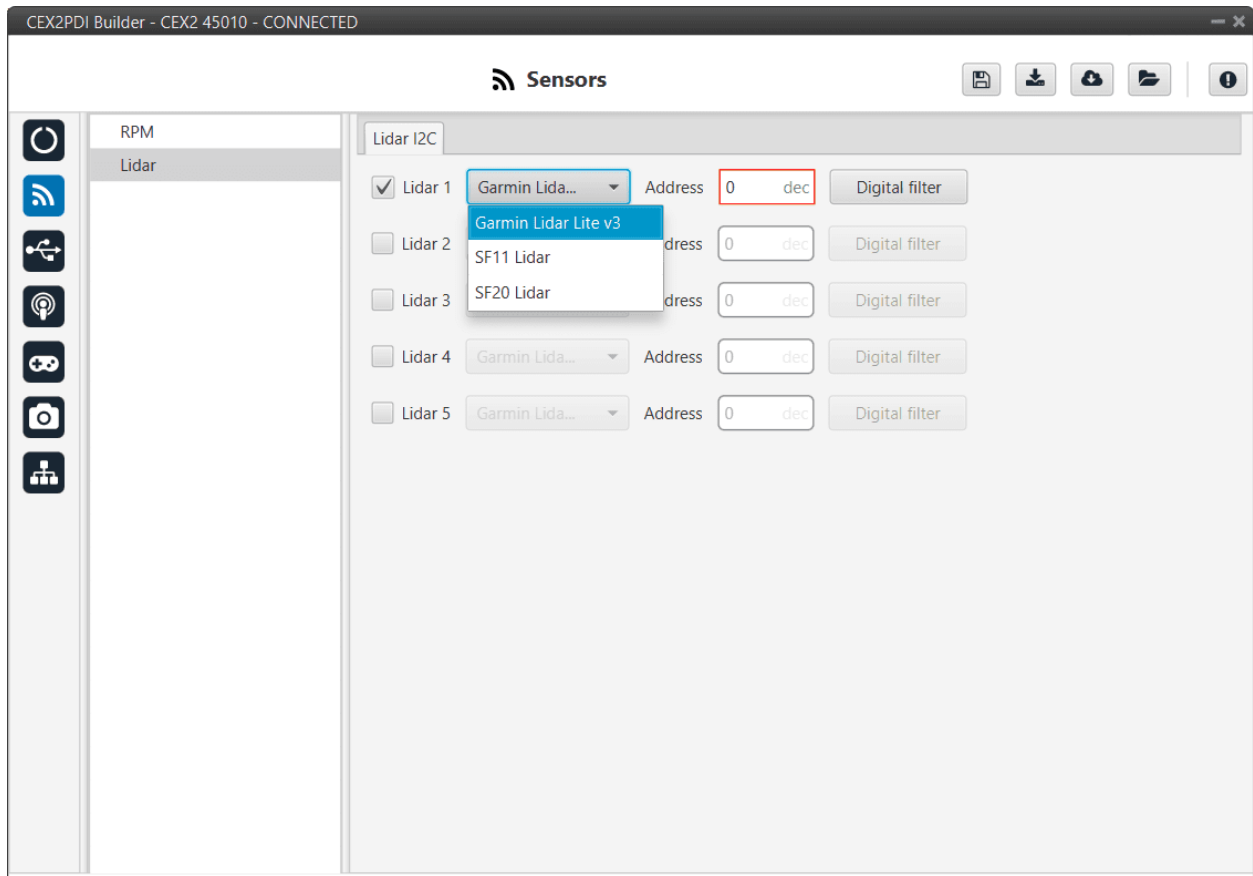 CEX2PDI Builder - CEX2 45010 - CONNECTED
Sensors
RPM
Lidar
Lidar I2C
Lidar 1 Garmin Lida... Address 0 dec Digital filter
Garmin Lidar Lite v3
Lidar 2 dress 0 dec Digital filter
SF11 Lidar
SF20 Lidar
Lidar 3 dress 0 dec Digital filter
Lidar 4 Garmin Lida... Address 0 dec Digital filter
Lidar 5 Garmin Lida... Address 0 dec Digital filter